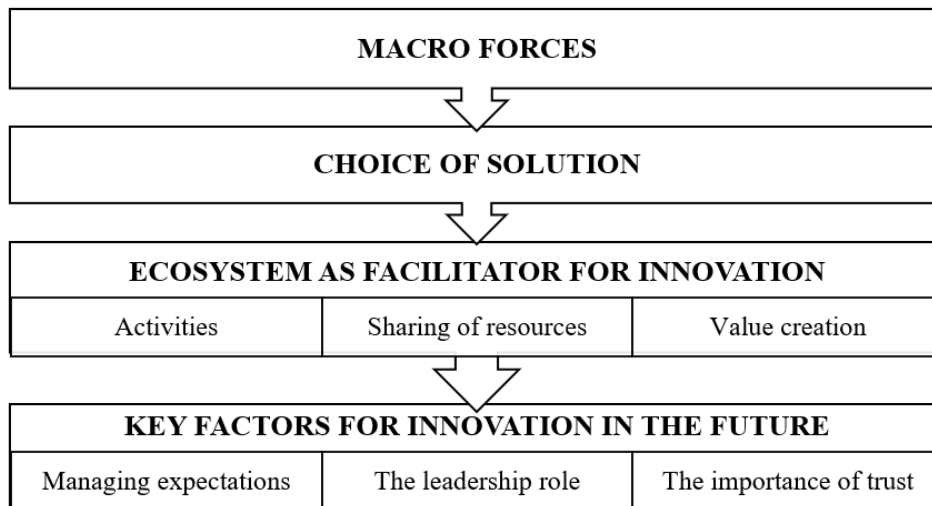 MACRO FORCES
CHOICE OF SOLUTION
ECOSYSTEM AS FACILITATOR FOR INNOVATION
Activities
Sharing of resources
Value creation
KEY FACTORS FOR INNOVATION IN THE FUTURE
Managing expectations
The leadership role
The importance of trust